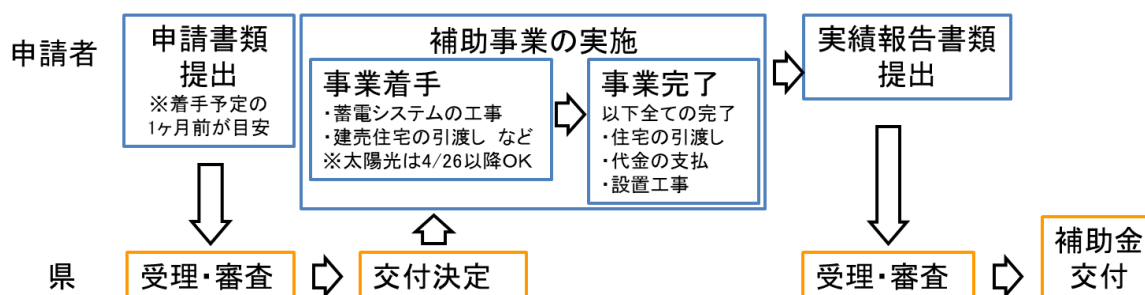 申請者
申請書類
提出
※着手予定の
1ヶ月前が目安
補助事業の実施
事業着手
・蓄電システムの工事
・建売住宅の引渡し など
※太陽光は4/26以降OK
事業完了
以下全ての完了
・住宅の引渡し
・代金の支払
・設置工事
実績報告書類
提出
県
受理・審査
交付決定
受理・審査
補助金
交付